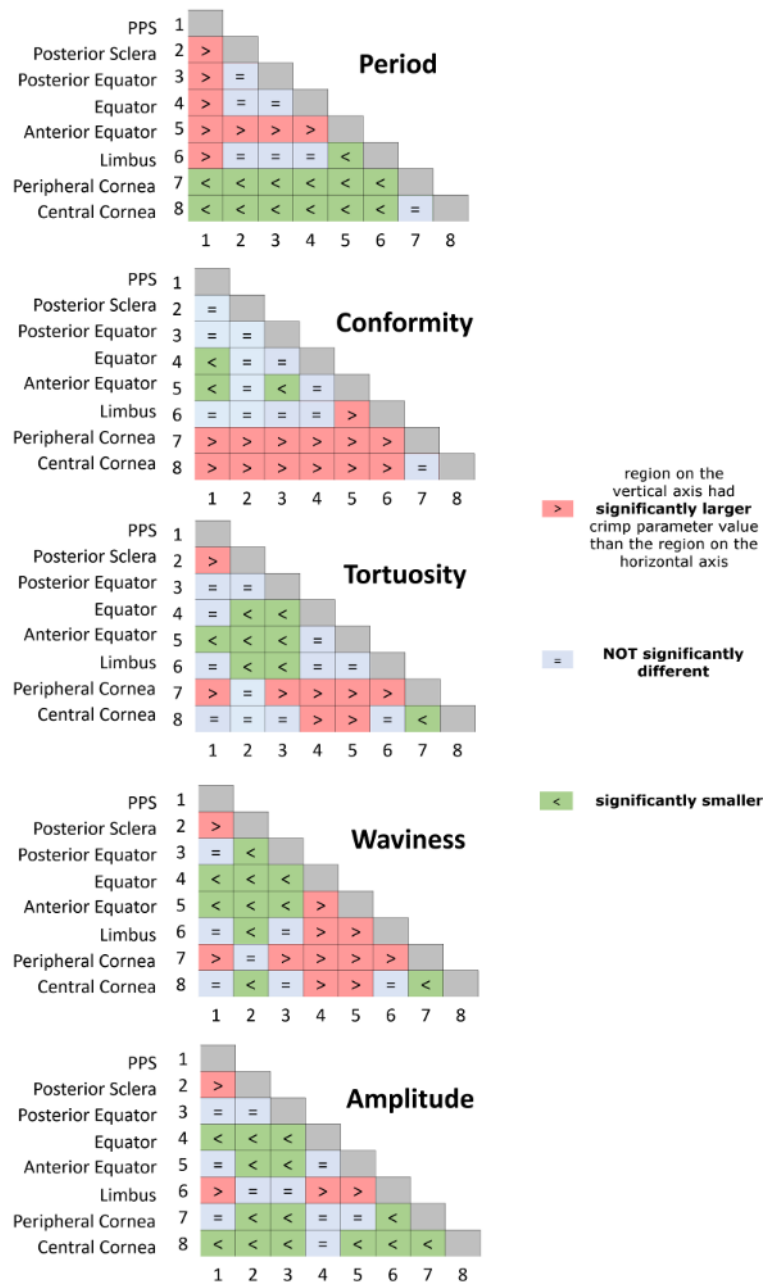 PPS 1
Posterior Sclera 2 >
Period
Posterior Equator 3 > =
Equator 4 > = =
Anterior Equator 5 > > > >
Limbus 6 > = = = <
Peripheral Cornea 7 < < < < < <
Central Cornea 8 < < < < < < =
1 2 3 4 5 6 7 8
PPS 1
Posterior Sclera 2 =
Conformity
Posterior Equator 3 = =
Equator 4 < = =
Anterior Equator 5 < = < =
Limbus 6 = = = = >
Peripheral Cornea 7 > > > > > >
Central Cornea 8 > > > > > > =
1 2 3 4 5 6 7 8
region on the
vertical axis had
> significantly larger
crimp parameter value
than the region on the
horizontal axis
PPS 1
Posterior Sclera 2 >
Tortuosity
Posterior Equator 3 = =
Equator 4 = < <
Anterior Equator 5 < < < =
Limbus 6 = < < = =
Peripheral Cornea 7 > = > > > >
Central Cornea 8 = = = > > = <
1 2 3 4 5 6 7 8
= NOT significantly
different
< significantly smaller
PPS 1
Posterior Sclera 2 >
Waviness
Posterior Equator 3 = <
Equator 4 < < <
Anterior Equator 5 < < < >
Limbus 6 = < = > >
Peripheral Cornea 7 > = > > > >
Central Cornea 8 = < = > > = <
1 2 3 4 5 6 7 8
PPS 1
Posterior Sclera 2 >
Amplitude
Posterior Equator 3 = =
Equator 4 < < <
Anterior Equator 5 = < < =
Limbus 6 > = = > >
Peripheral Cornea 7 = < < = = <
Central Cornea 8 < < < = < < <
1 2 3 4 5 6 7 8